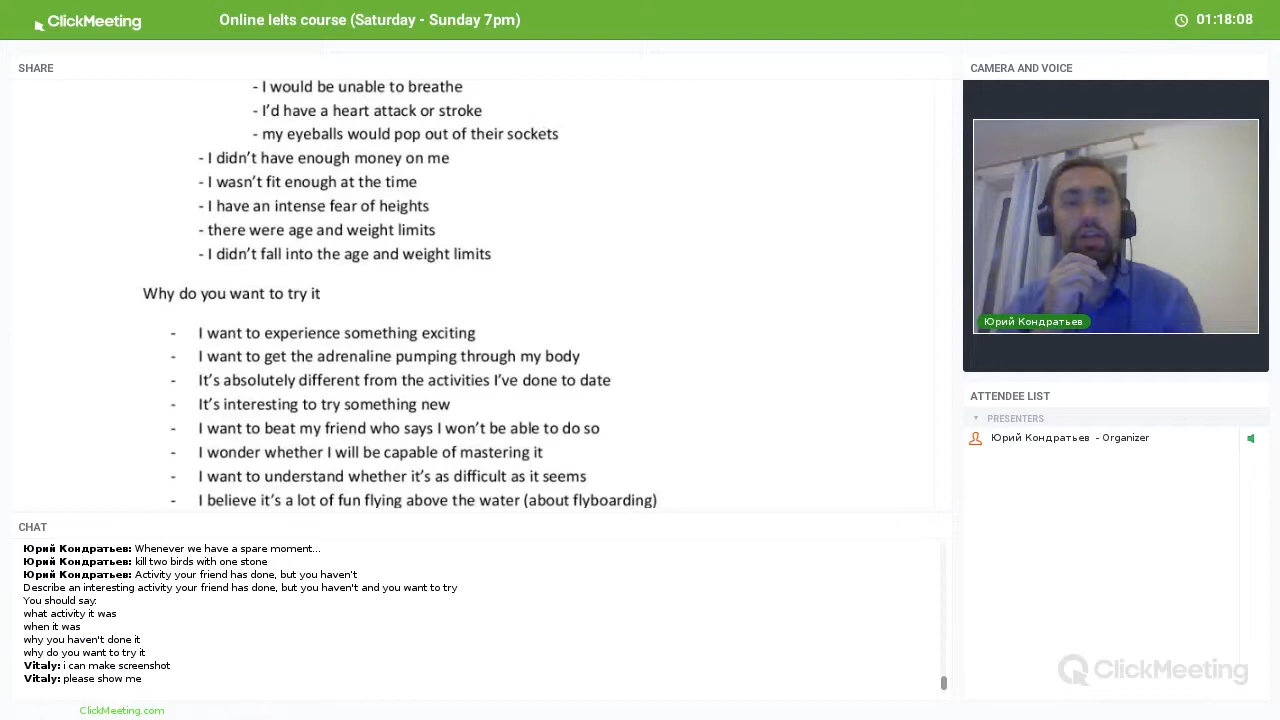 ClickMeeting
Online Ielts course (Saturday - Sunday 7pm)
01:18:08
SHARE
- I would be unable to breathe
- I'd have a heart attack or stroke
- my eyeballs would pop out of their sockets
- I didn't have enough money on me
- I wasn't fit enough at the time
- I have an intense fear of heights
- there were age and weight limits
- I didn't fall into the age and weight limits
Why do you want to try it
- I want to experience something exciting
- I want to get the adrenaline pumping through my body
- It's absolutely different from the activities I've done to date
- It's interesting to try something new
- I want to beat my friend who says I won't be able to do so
- I wonder whether I will be capable of mastering it
- I want to understand whether it's as difficult as it seems
- I believe it's a lot of fun flying above the water (about flyboarding)
CHAT
Юрий Кондратьев: Whenever we have a spare moment...
Юрий Кондратьев: kill two birds with one stone
Юрий Кондратьев: Activity your friend has done, but you haven't
Describe an interesting activity your friend has done, but you haven't and you want to try
You should say:
what activity it was
when it was
why you haven't done it
why do you want to try it
Vitaly: i can make screenshot
Vitaly: please show me
ClickMeeting.com
CAMERA AND VOICE
Юрий Кондратьев
ATTENDEE LIST
PRESENTERS
Юрий Кондратьев - Organizer
ClickMeeting